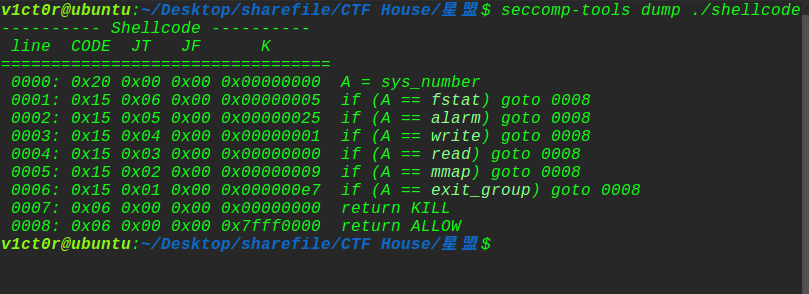 v1ct0r@ubuntu:~/Desktop/sharefile/CTF House/星盟$ seccomp-tools dump ./shellcode
---------- Shellcode ----------
 line  CODE  JT   JF      K
=================================
 0000: 0x20 0x00 0x00 0x00000000  A = sys_number
 0001: 0x15 0x06 0x00 0x00000005  if (A == fstat) goto 0008
 0002: 0x15 0x05 0x00 0x00000025  if (A == alarm) goto 0008
 0003: 0x15 0x04 0x00 0x00000001  if (A == write) goto 0008
 0004: 0x15 0x03 0x00 0x00000000  if (A == read) goto 0008
 0005: 0x15 0x02 0x00 0x00000009  if (A == mmap) goto 0008
 0006: 0x15 0x01 0x00 0x000000e7  if (A == exit_group) goto 0008
 0007: 0x06 0x00 0x00 0x00000000  return KILL
 0008: 0x06 0x00 0x00 0x7fff0000  return ALLOW
v1ct0r@ubuntu:~/Desktop/sharefile/CTF House/星盟$